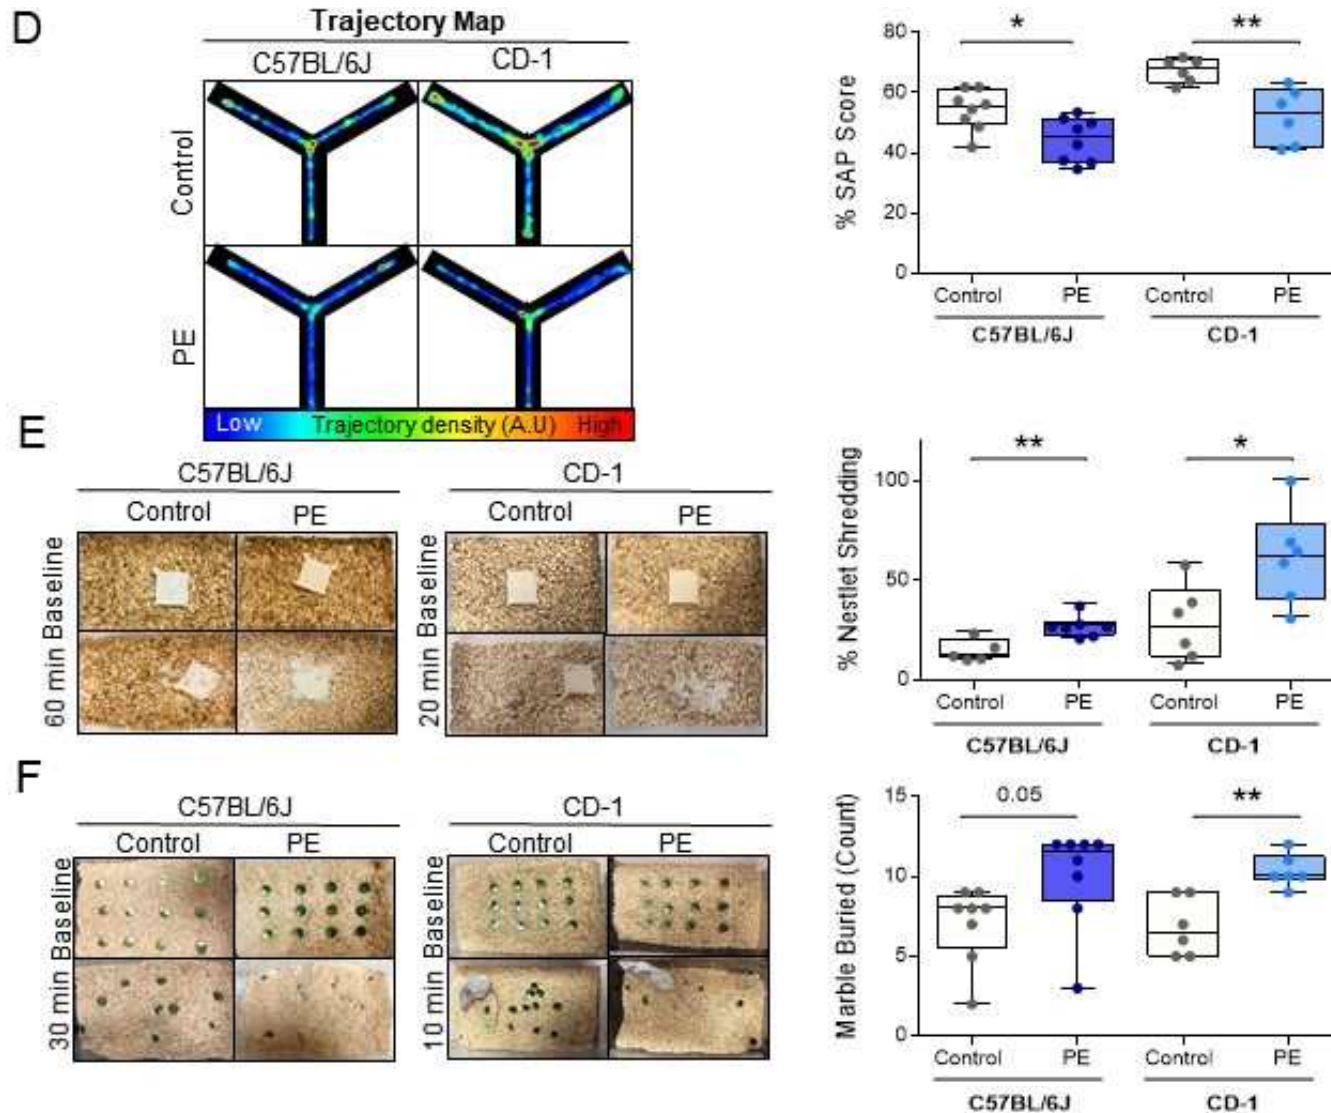 D
Trajectory Map
C57BL/6J CD-1
Control
PE
Low Trajectory density (A.U) High
% SAP Score
80
60
40
20
0
* **
Control PE Control PE
C57BL/6J CD-1
E
C57BL/6J CD-1
Control PE Control PE
60 min Baseline
20 min Baseline
% Nestlet Shredding
100
50
0
** *
Control PE Control PE
C57BL/6J CD-1
F
C57BL/6J CD-1
Control PE Control PE
30 min Baseline
10 min Baseline
Marble Buried (Count)
15
10
5
0
0.05 **
Control PE Control PE
C57BL/6J CD-1